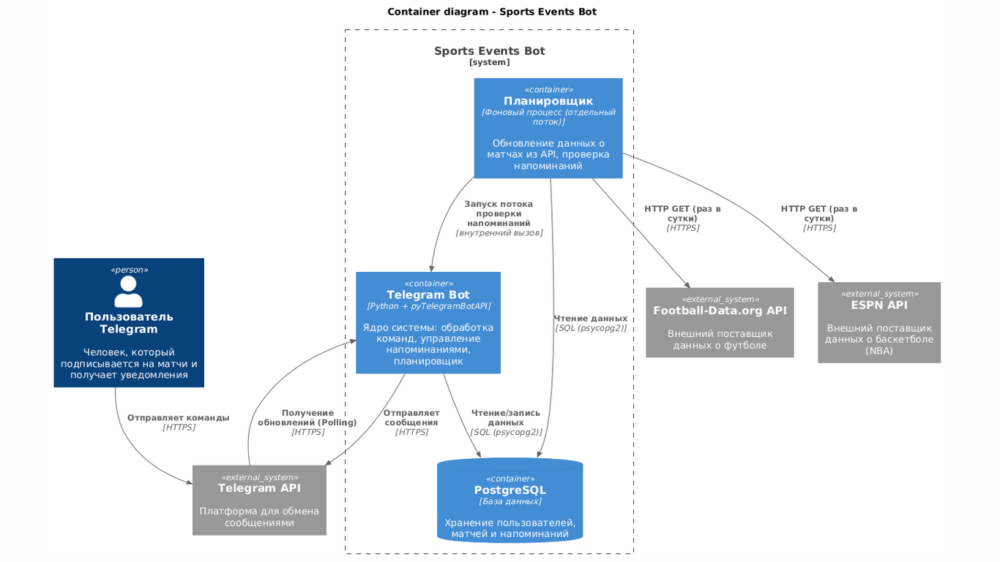 Container diagram - Sports Events Bot
Sports Events Bot
[system]
«container»
Планировщик
[Фоновый процесс (отдельный
поток)]
Обновление данных о
матчах из API, проверка
напоминаний
Запуск потока
проверки
напоминаний
[внутренний вызов]
HTTP GET (раз в
сутки)
[HTTPS]
HTTP GET (раз в
сутки)
[HTTPS]
«person»
Пользователь
Telegram
Человек, который
подписывается на матчи и
получает уведомления
«container»
Telegram Bot
[Python + pyTelegramBotAPI]
Ядро системы: обработка
команд, управление
напоминаниями,
планировщик
Чтение данных
[SQL (psycopg2)]
«external_system»
Football-Data.org API
Внешний поставщик
данных о футболе
«external_system»
ESPN API
Внешний поставщик
данных о баскетболе
(NBA)
Отправляет команды
[HTTPS]
Получение
обновлений (Polling)
[HTTPS]
Отправляет
сообщения
[HTTPS]
Чтение/запись
данных
[SQL (psycopg2)]
«external_system»
Telegram API
Платформа для обмена
сообщениями
«container»
PostgreSQL
[База данных]
Хранение пользователей,
матчей и напоминаний